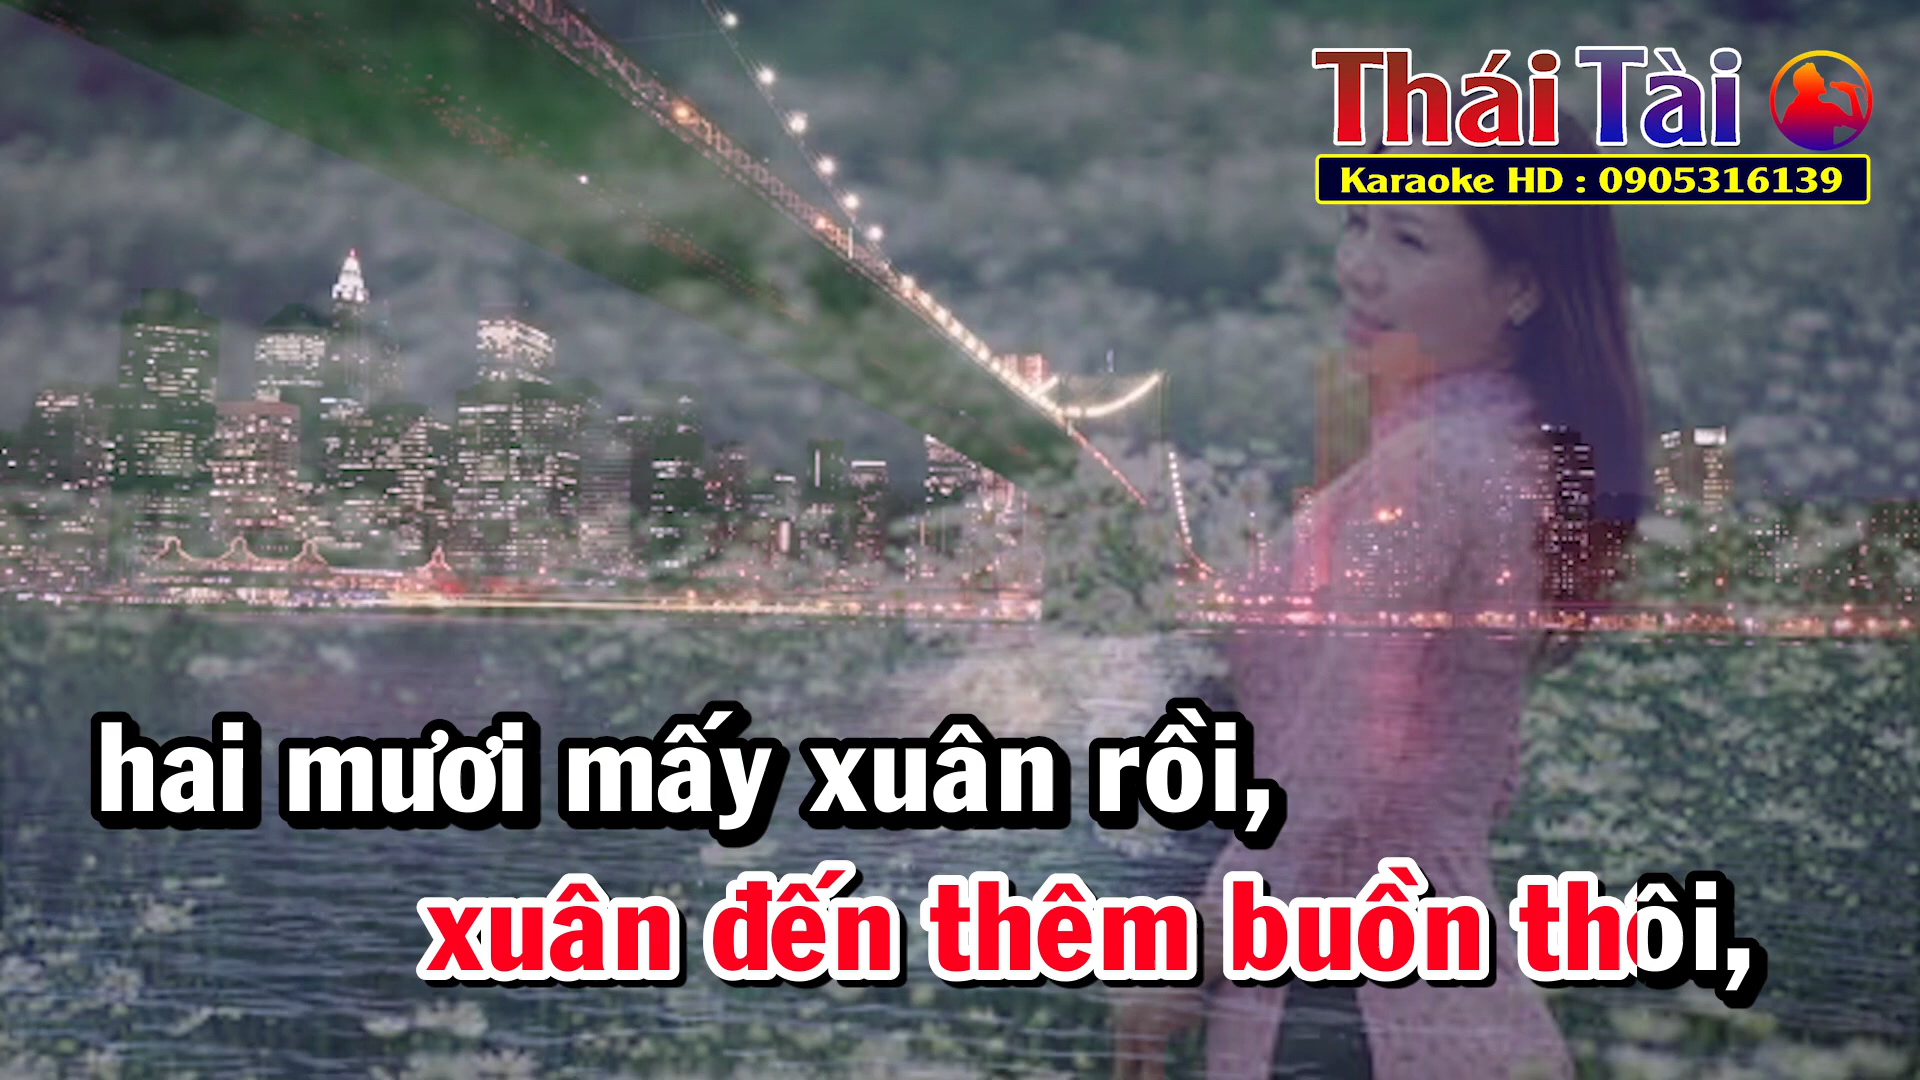 Thái Tài
Karaoke HD : 0905316139
hai mươi mấy xuân rồi,
xuân đến thêm buồn thôi,